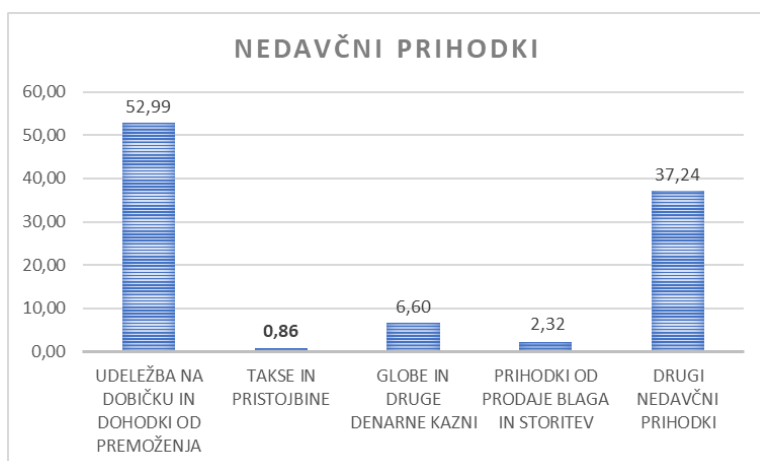 NEDAVČNI PRIHODKI
60,00
50,00
40,00
30,00
20,00
10,00
0,00
52,99
0,86
6,60
2,32
37,24
UDELEŽBA NA
DOBIČKU IN
DOHODKI OD
PREMOŽENJA
TAKSE IN
PRISTOJBINE
GLOBE IN
DRUGE
DENARNE KAZNI
PRIHODKI OD
PRODAJE BLAGA
IN STORITEV
DRUGI
NEDAVČNI
PRIHODKI